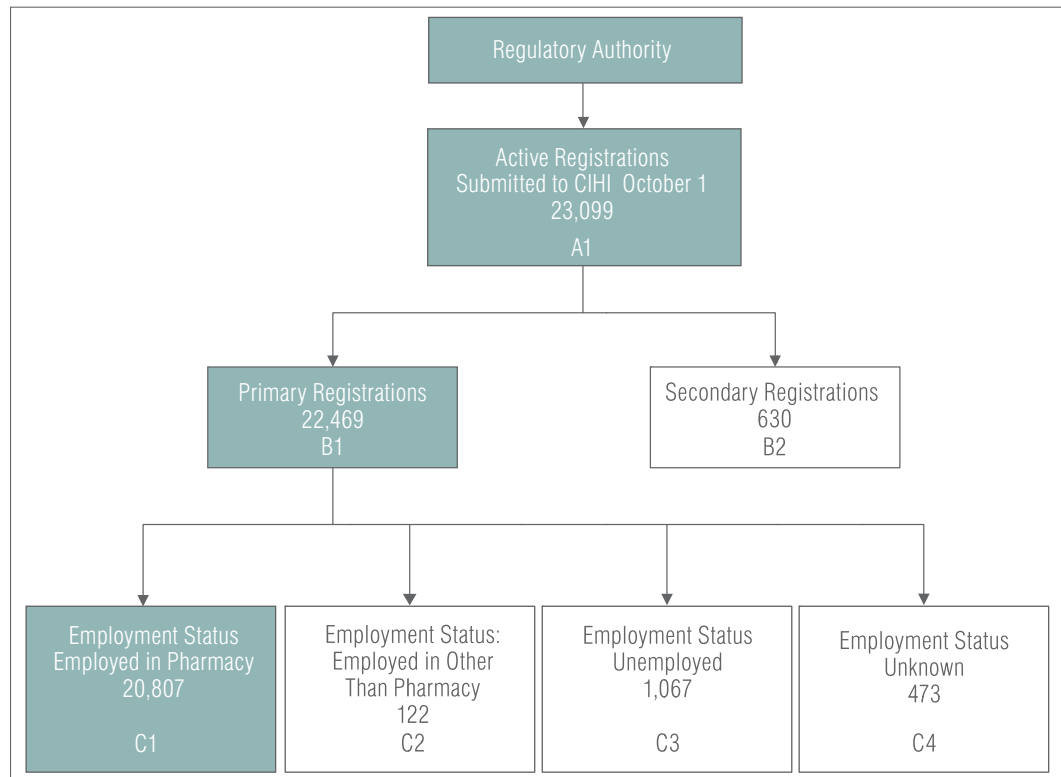 Regulatory Authority
Active Registrations
Submitted to CIHI October 1
23,099
A1
Primary Registrations
22,469
B1
Secondary Registrations
630
B2
Employment Status
Employed in Pharmacy
20,807
C1
Employment Status:
Employed in Other
Than Pharmacy
122
C2
Employment Status
Unemployed
1,067
C3
Employment Status
Unknown
473
C4